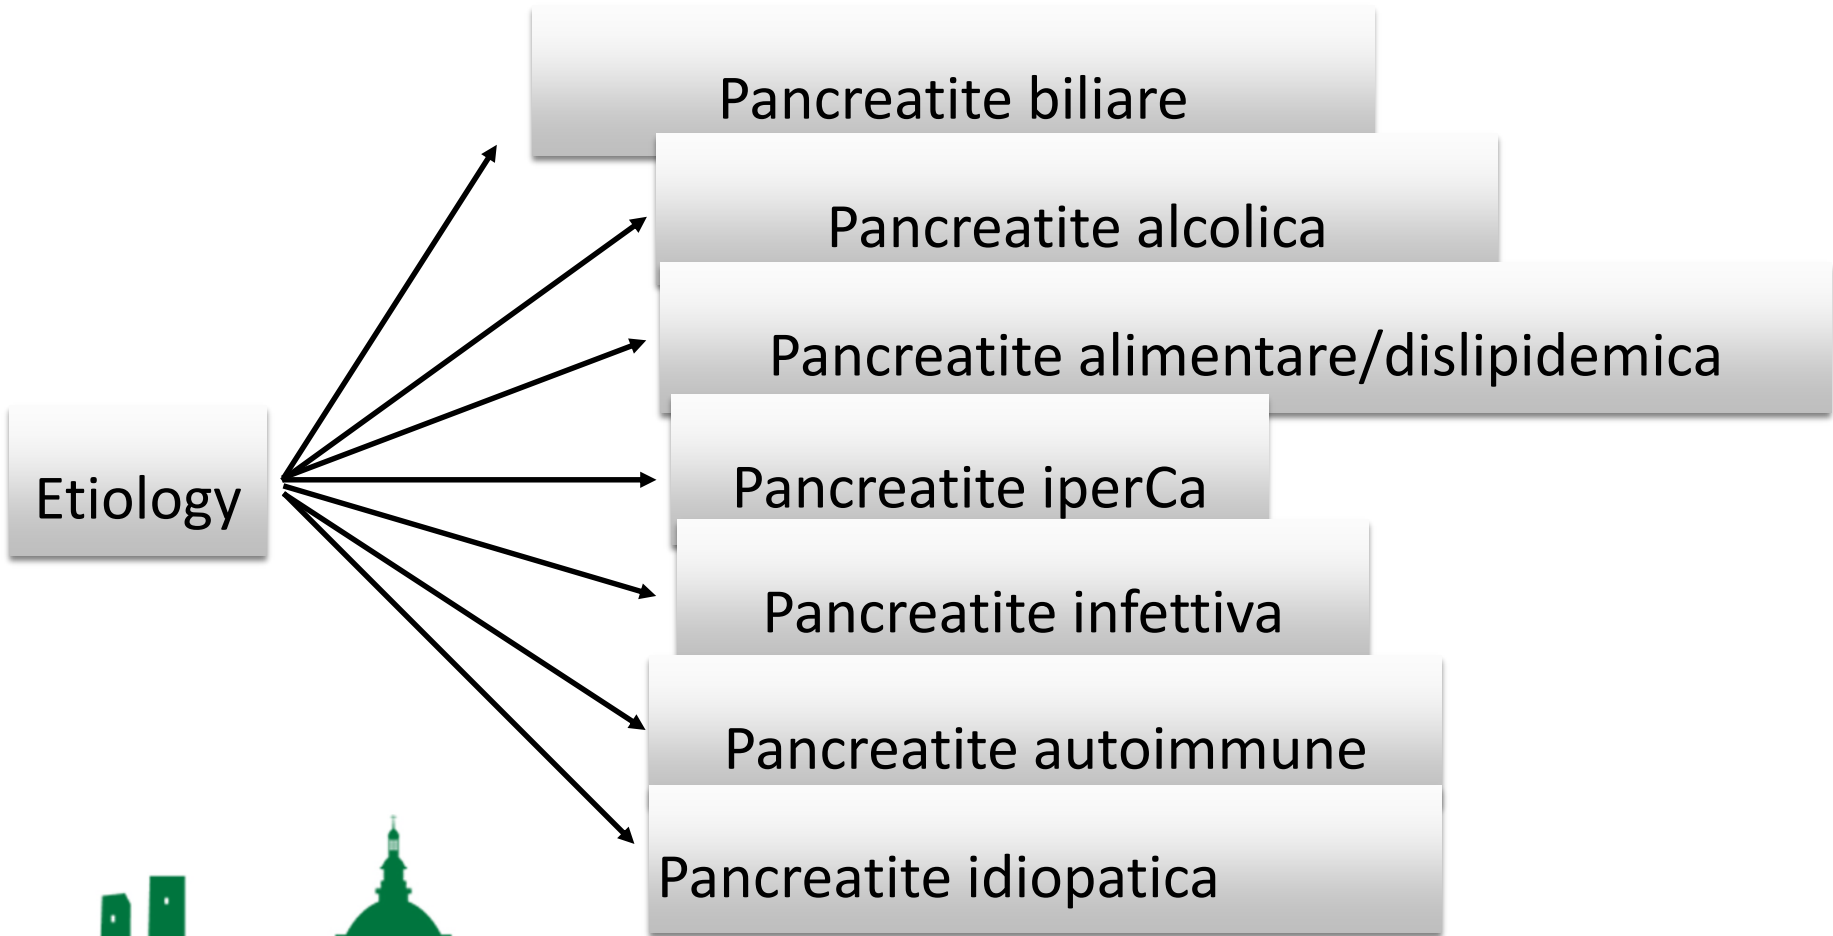 Pancreatite biliare
Pancreatite alcolica
Pancreatite alimentare/dislipidemica
Etiology
Pancreatite iperCa
Pancreatite infettiva
Pancreatite autoimmune
Pancreatite idiopatica